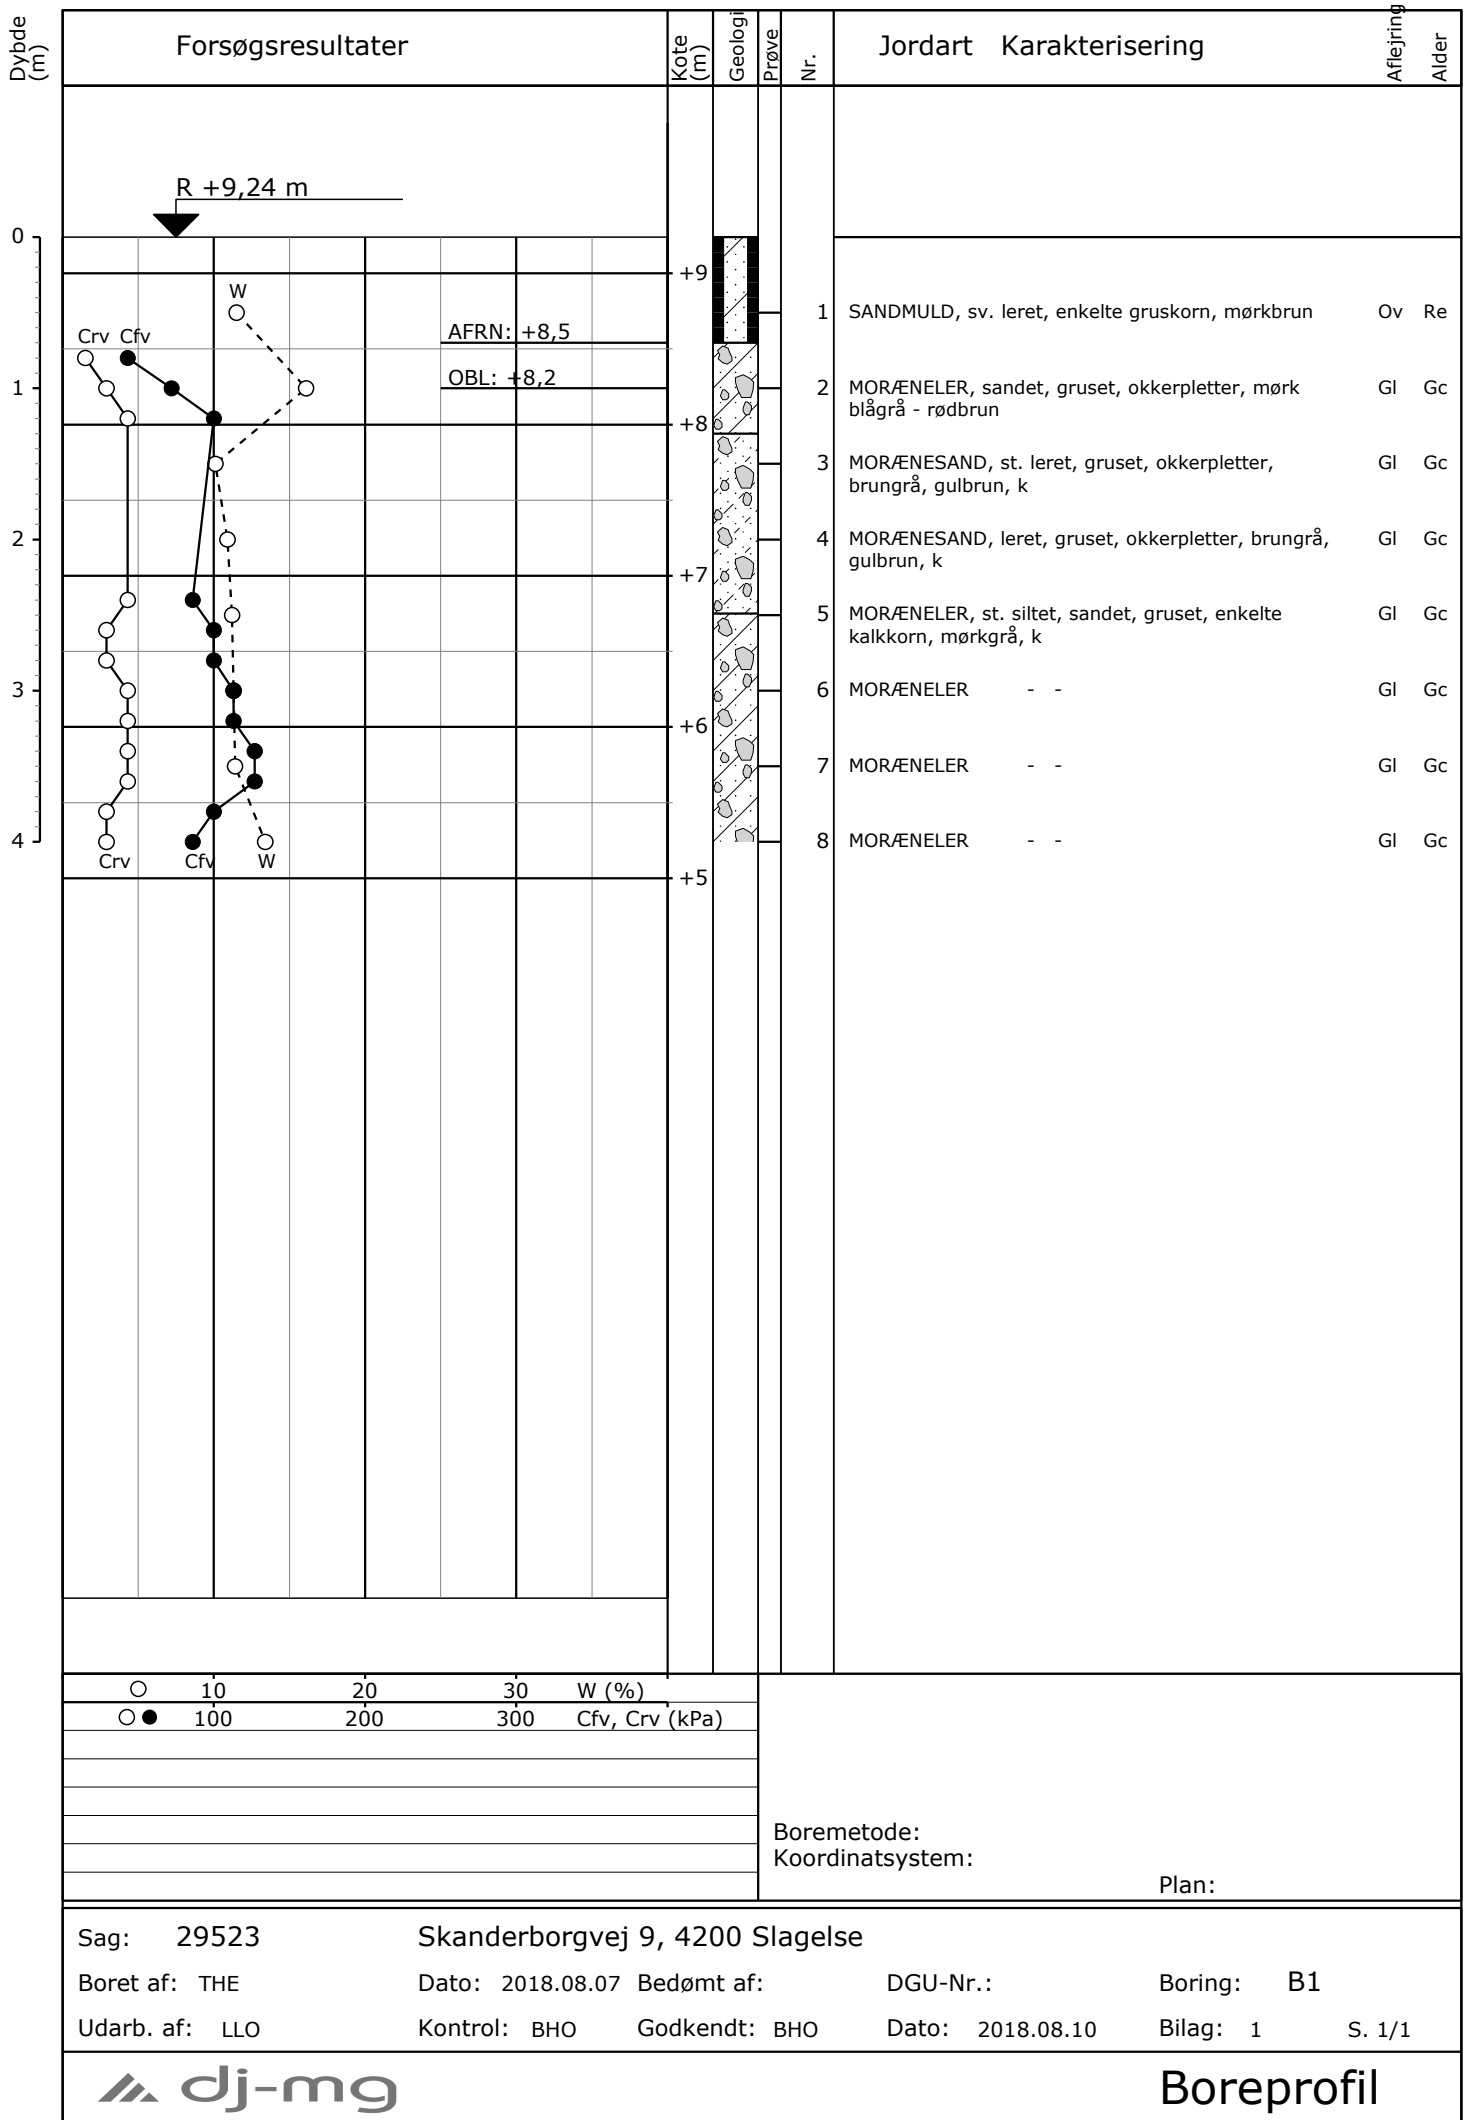 Dybde
(m)
Forsøgsresultater
Kote
(m)
Geologi
Prøve
Nr.
Jordart Karakterisering
Aflejring
Alder
R +9,24 m
0
+9
W
1 SANDMULD, sv. leret, enkelte gruskorn, mørkbrun Ov Re
Crv Cfv
AFRN: +8,5
OBL: +8,2
1
2 MORÆNELER, sandet, gruset, okkerpletter, mørk Gl Gc
blågrå - rødbrun
+8
3 MORÆNESAND, st. leret, gruset, okkerpletter, Gl Gc
brungrå, gulbrun, k
2
4 MORÆNESAND, leret, gruset, okkerpletter, brungrå, Gl Gc
gulbrun, k
+7
5 MORÆNELER, st. siltet, sandet, gruset, enkelte Gl Gc
kalkkorn, mørkgrå, k
3
6 MORÆNELER - - Gl Gc
+6
7 MORÆNELER - - Gl Gc
4
8 MORÆNELER - - Gl Gc
Crv Cfv W
+5
10 20 30 W (%)
100 200 300 Cfv, Crv (kPa)
Boremetode:
Koordinatsystem:
Plan:
Sag: 29523 Skanderborgvej 9, 4200 Slagelse
Boret af: THE Dato: 2018.08.07 Bedømt af: DGU-Nr.: Boring: B1
Udarb. af: LLO Kontrol: BHO Godkendt: BHO Dato: 2018.08.10 Bilag: 1 S. 1/1
dj-mg Boreprofil